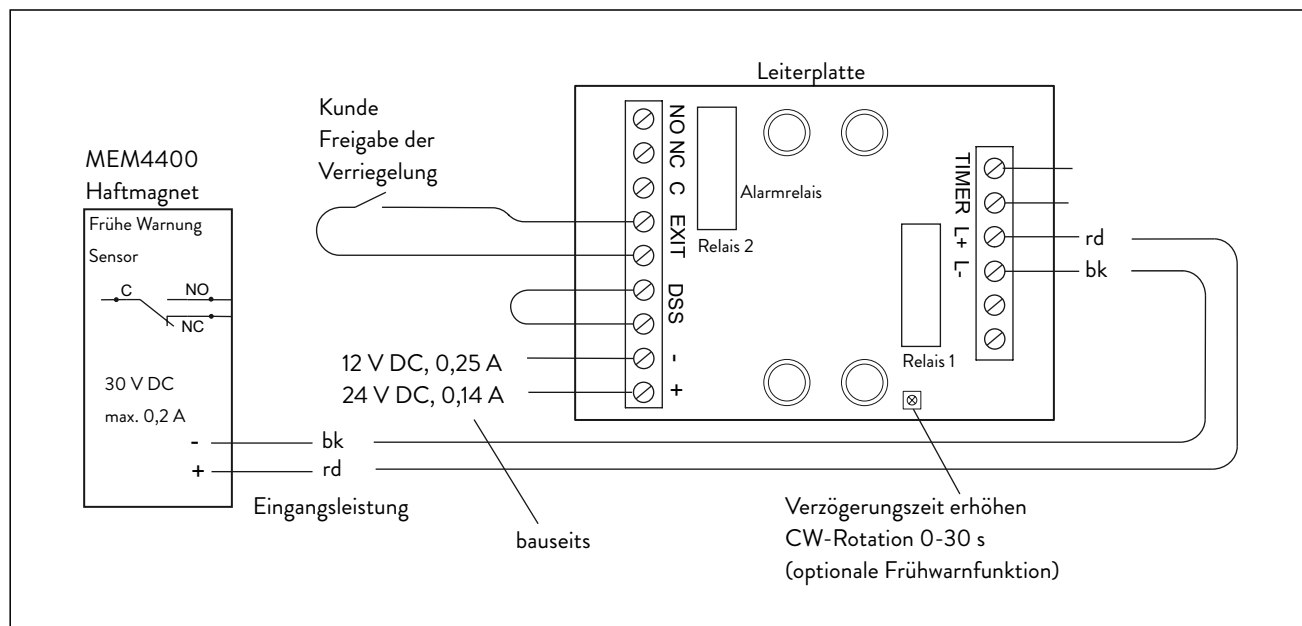 Leiterplatte
Kunde
Freigabe der
Verriegelung
MEM4400
Haftmagnet
Frühe Warnung
Sensor
C
NO
NC
30 V DC
max. 0,2 A
-
+
bk
rd
Eingangsleistung
NO
NC
C
EXIT
DSS
-
+
Alarmrelais
Relais 2
Relais 1
TIMER
L+
L-
rd
bk
12 V DC, 0,25 A
24 V DC, 0,14 A
bauseits
Verzögerungszeit erhöhen
CW-Rotation 0-30 s
(optionale Frühwarnfunktion)